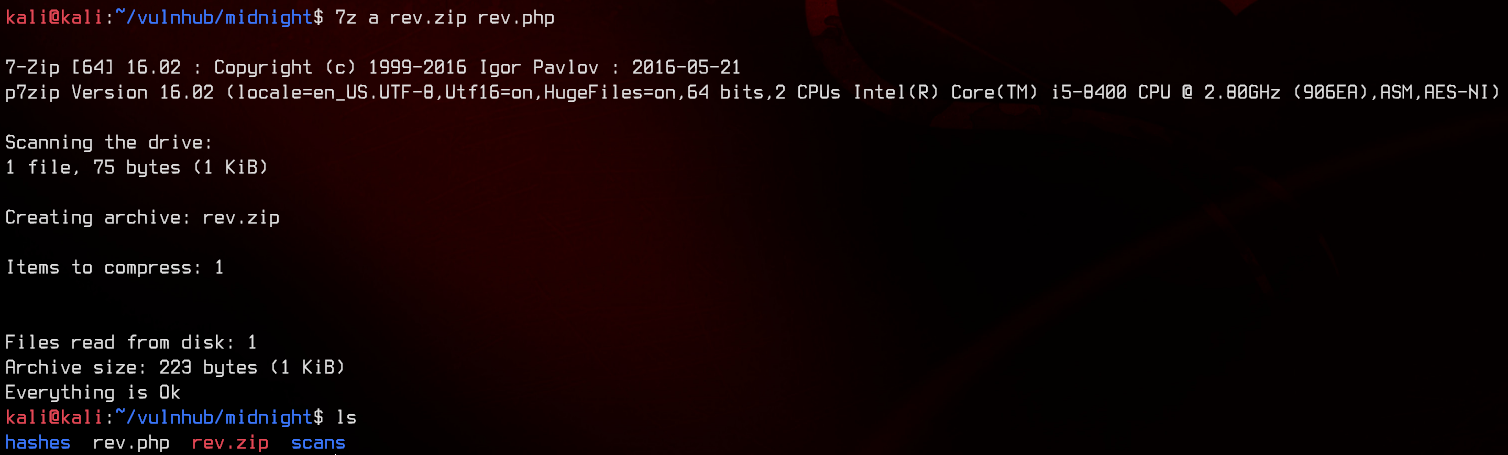 kali@kali:~/vulnhub/midnight$ 7z a rev.zip rev.php
7-Zip [64] 16.02 : Copyright (c) 1999-2016 Igor Pavlov : 2016-05-21
p7zip Version 16.02 (locale=en_US.UTF-8,Utf16=on,HugeFiles=on,64 bits,2 CPUs Intel(R) Core(TM) i5-8400 CPU @ 2.80GHz (906EA),ASM,AES-NI)
Scanning the drive:
1 file, 75 bytes (1 KiB)
Creating archive: rev.zip
Items to compress: 1
Files read from disk: 1
Archive size: 223 bytes (1 KiB)
Everything is Ok
kali@kali:~/vulnhub/midnight$ ls
hashes  rev.php  rev.zip  scans